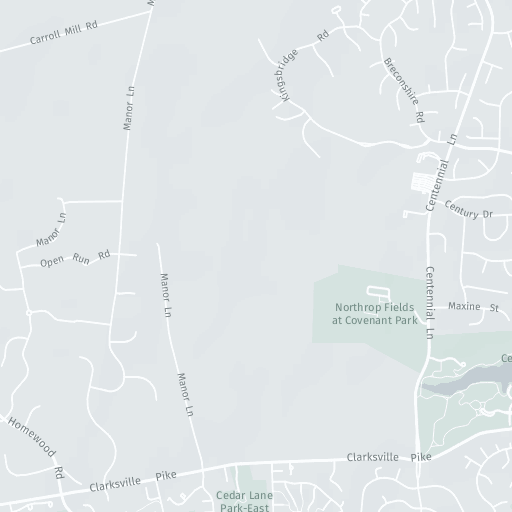 M
Carroll Mill Rd
Kingsbridge Rd
Breconshire Rd
Manor Ln
Centennial Ln
Century Dr
Manor Ln
Open Run Rd
Manor Ln
Centennial Ln
Northrop Fields
at Covenant Park
Maxine St
Ce
Manor Ln
Homewood Rd
Clarksville Pike
Clarksville Pike
Cedar Lane
Park-East